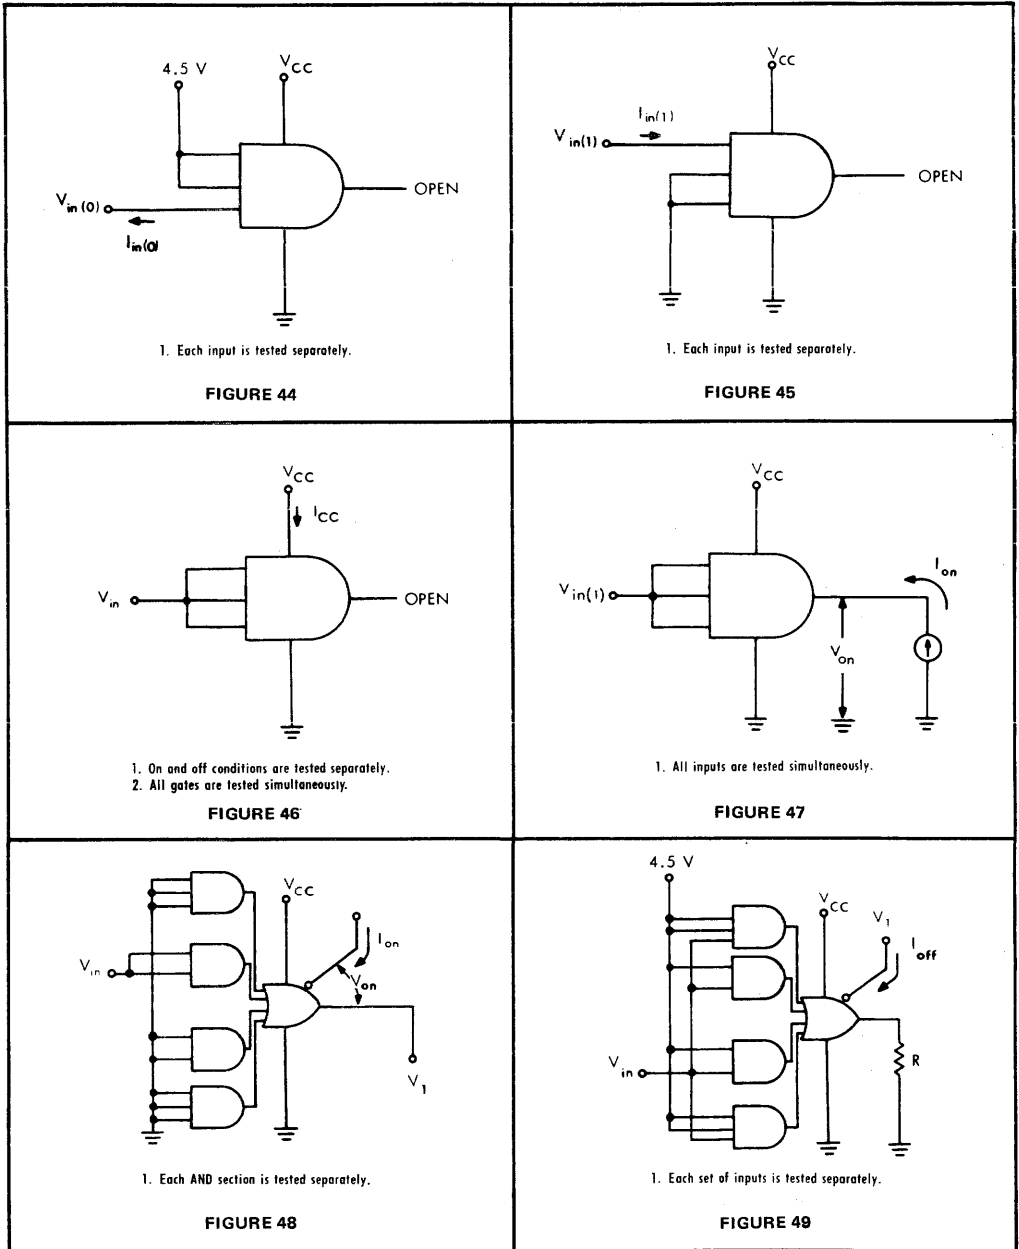 4.5 V
VCC
Vin(0)
Iin(0)
OPEN
1. Each input is tested separately.
FIGURE 44
VCC
Iin(1)
Vin(1)
OPEN
1. Each input is tested separately.
FIGURE 45
VCC
ICC
Vin
OPEN
1. On and off conditions are tested separately.
2. All gates are tested simultaneously.
FIGURE 46
VCC
Vin(1)
Ion
Von
1. All inputs are tested simultaneously.
FIGURE 47
VCC
Ion
Vin
Von
V1
1. Each AND section is tested separately.
FIGURE 48
4.5 V
VCC
V1
Ioff
Vin
R
1. Each set of inputs is tested separately.
FIGURE 49